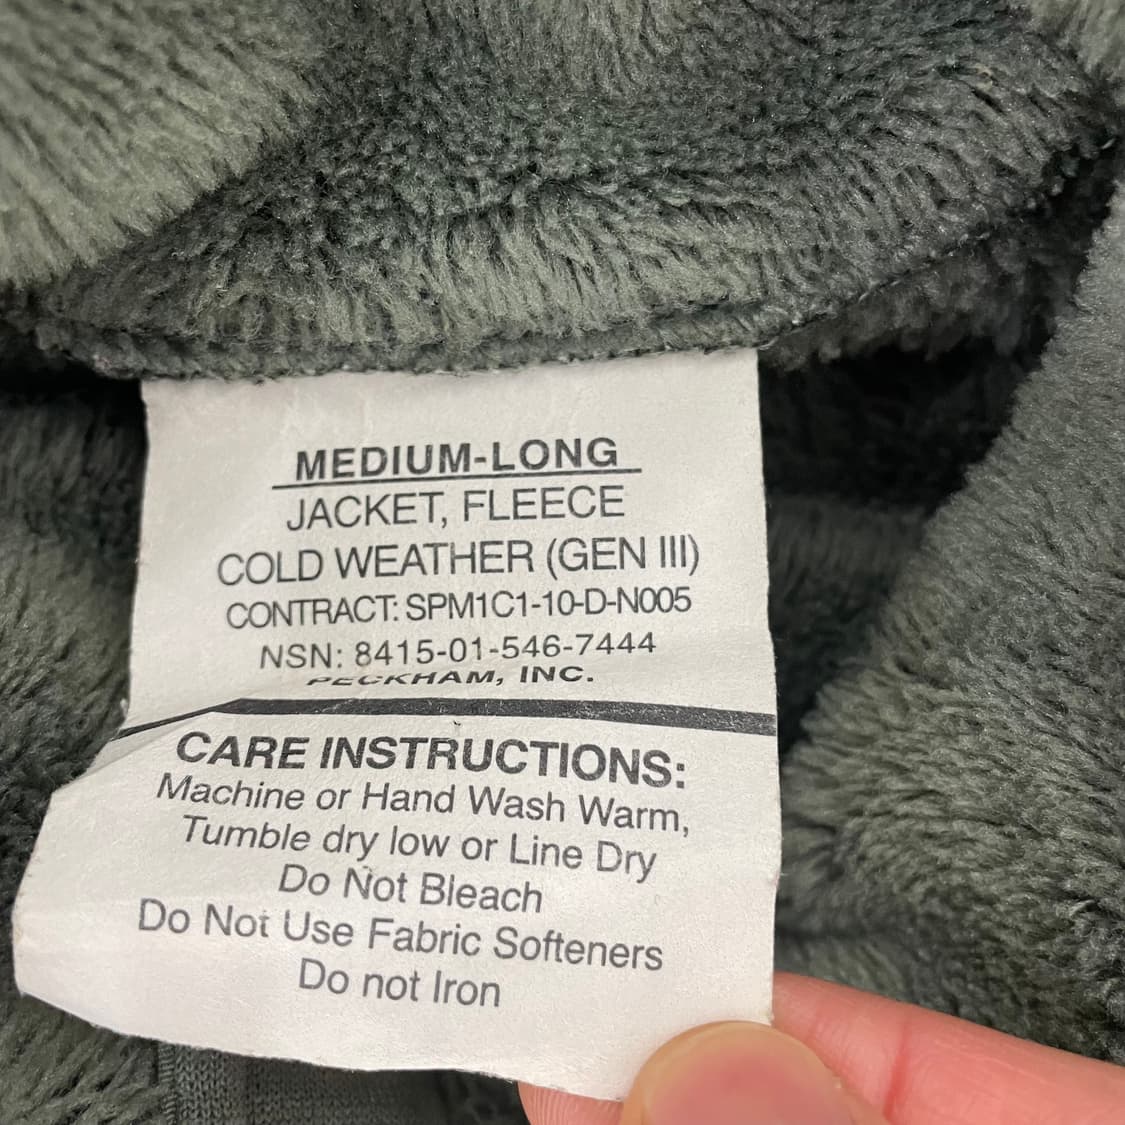 MEDIUM-LONG
JACKET, FLEECE
COLD WEATHER (GEN III)
CONTRACT: SPM1C1-10-D-N005
NSN: 8415-01-546-7444
PECKHAM, INC.
CARE INSTRUCTIONS:
Machine or Hand Wash Warm,
Tumble dry low or Line Dry
Do Not Bleach
Do Not Use Fabric Softeners
Do not Iron